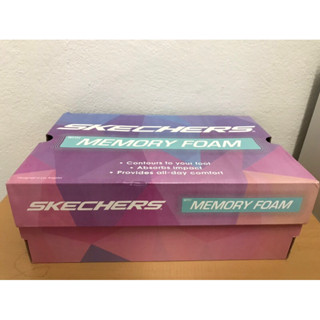 SKECHERS
MEMORY FOAM
• Contours to your foot
• Absorbs impact
• Provides all-day comfort
SKECHERS
MEMORY FOAM